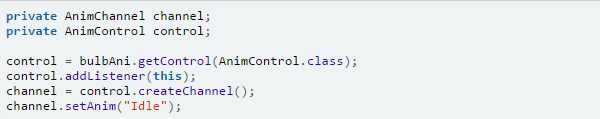 private AnimChannel channel;
private AnimControl control;

control = bulbAni.getControl(AnimControl.class);
control.addListener(this);
channel = control.createChannel();
channel.setAnim("Idle");